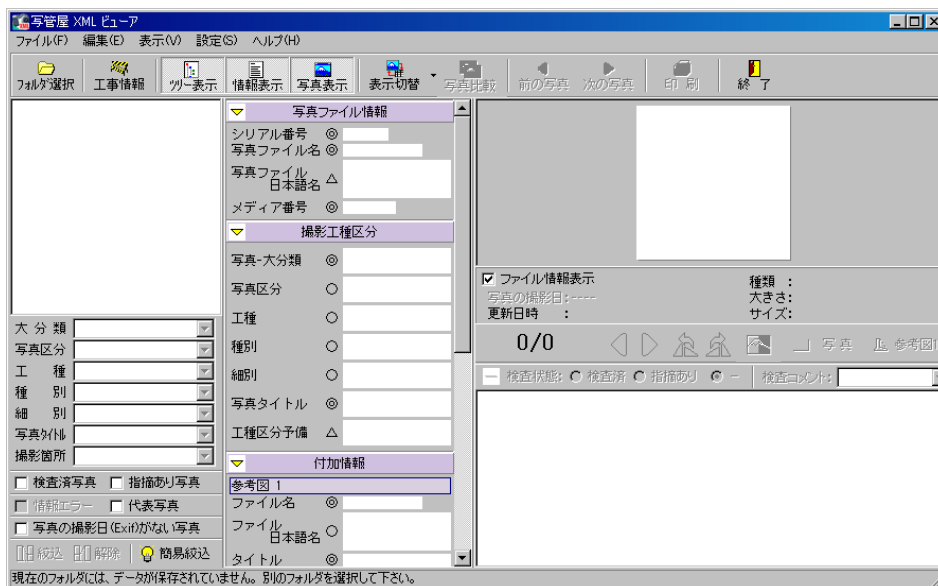 写管屋 XML ビューア
ファイル(F) 編集(E) 表示(V) 設定(S) ヘルプ(H)
フォルダ選択 工事情報 ツリー表示 情報表示 写真表示 表示切替 写真比較 前の写真 次の写真 印刷 終了
写真ファイル情報
シリアル番号 ◎
写真ファイル名 ◎
写真ファイル
日本語名 △
メディア番号 ◎
撮影工種区分
写真-大分類 ◎
写真区分 ○
工種 ○
種別 ○
細別 ○
写真タイトル ◎
工種区分予備 △
付加情報
参考図 1
ファイル名 ◎
ファイル
日本語名 ○
タイトル ◎
大分類
写真区分
工 種
種 別
細 別
写真タイトル
撮影箇所
検査済写真 指摘あり写真
情報エラー 代表写真
写真の撮影日(Exif)がない写真
絞込 解除 簡易絞込
ファイル情報表示
写真の撮影日:----
更新日時 :
種類 :
大きさ:
サイズ:
0/0 写真 参考図1
検査状態: 検査済 指摘あり - 検査コメント:
現在のフォルダには、データが保存されていません。別のフォルダを選択して下さい。